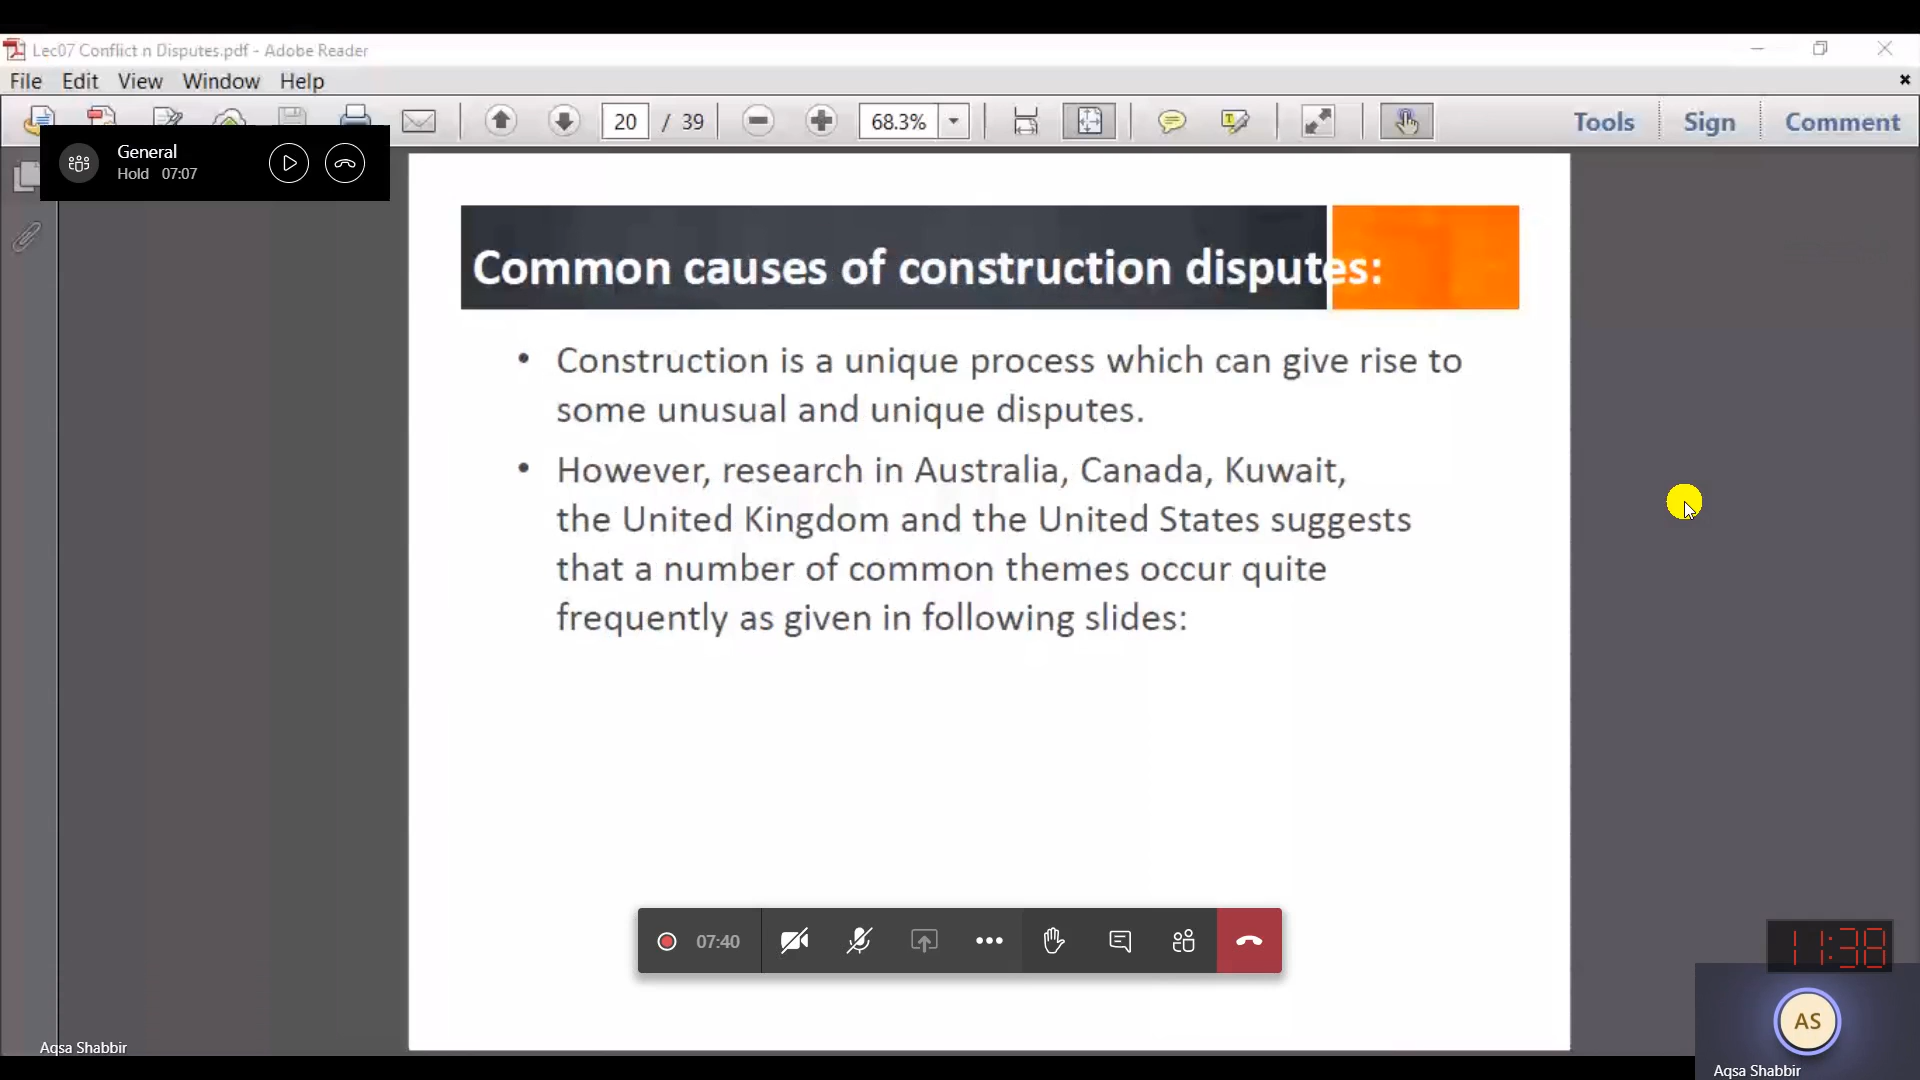 Lec07 Conflict n Disputes.pdf - Adobe Reader
File Edit View Window Help
20 / 39 68.3% Tools Sign Comment
General
Hold 07:07
Common causes of construction disputes:
• Construction is a unique process which can give rise to
some unusual and unique disputes.
• However, research in Australia, Canada, Kuwait,
the United Kingdom and the United States suggests
that a number of common themes occur quite
frequently as given in following slides:
07:40
11:38
AS
Aqsa Shabbir
Aqsa Shabbir